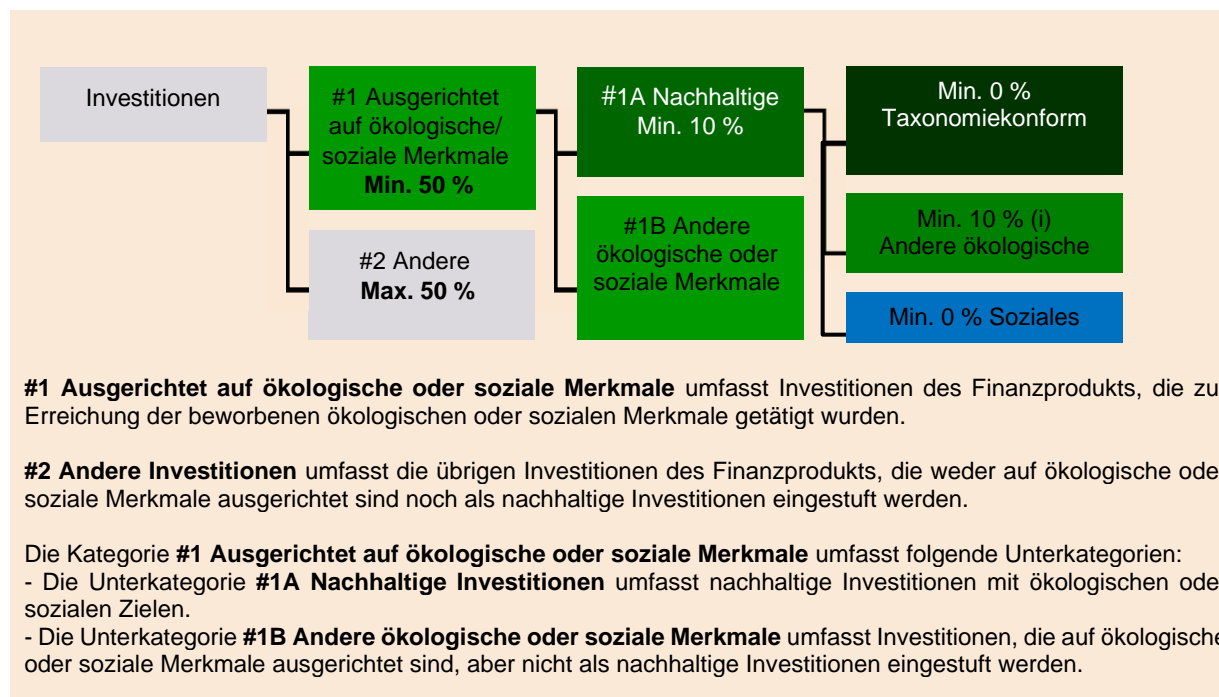 Investitionen
#1 Ausgerichtet
auf ökologische/
soziale Merkmale
Min. 50 %
#2 Andere
Max. 50 %
#1A Nachhaltige
Min. 10 %
#1B Andere
ökologische oder
soziale Merkmale
Min. 0 %
Taxonomiekonform
Min. 10 % (i)
Andere ökologische
Min. 0 % Soziales
#1 Ausgerichtet auf ökologische oder soziale Merkmale umfasst Investitionen des Finanzprodukts, die zu
Erreichung der beworbenen ökologischen oder sozialen Merkmale getätigt wurden.
#2 Andere Investitionen umfasst die übrigen Investitionen des Finanzprodukts, die weder auf ökologische ode
soziale Merkmale ausgerichtet sind noch als nachhaltige Investitionen eingestuft werden.
Die Kategorie #1 Ausgerichtet auf ökologische oder soziale Merkmale umfasst folgende Unterkategorien:
- Die Unterkategorie #1A Nachhaltige Investitionen umfasst nachhaltige Investitionen mit ökologischen ode
sozialen Zielen.
- Die Unterkategorie #1B Andere ökologische oder soziale Merkmale umfasst Investitionen, die auf ökologische
oder soziale Merkmale ausgerichtet sind, aber nicht als nachhaltige Investitionen eingestuft werden.